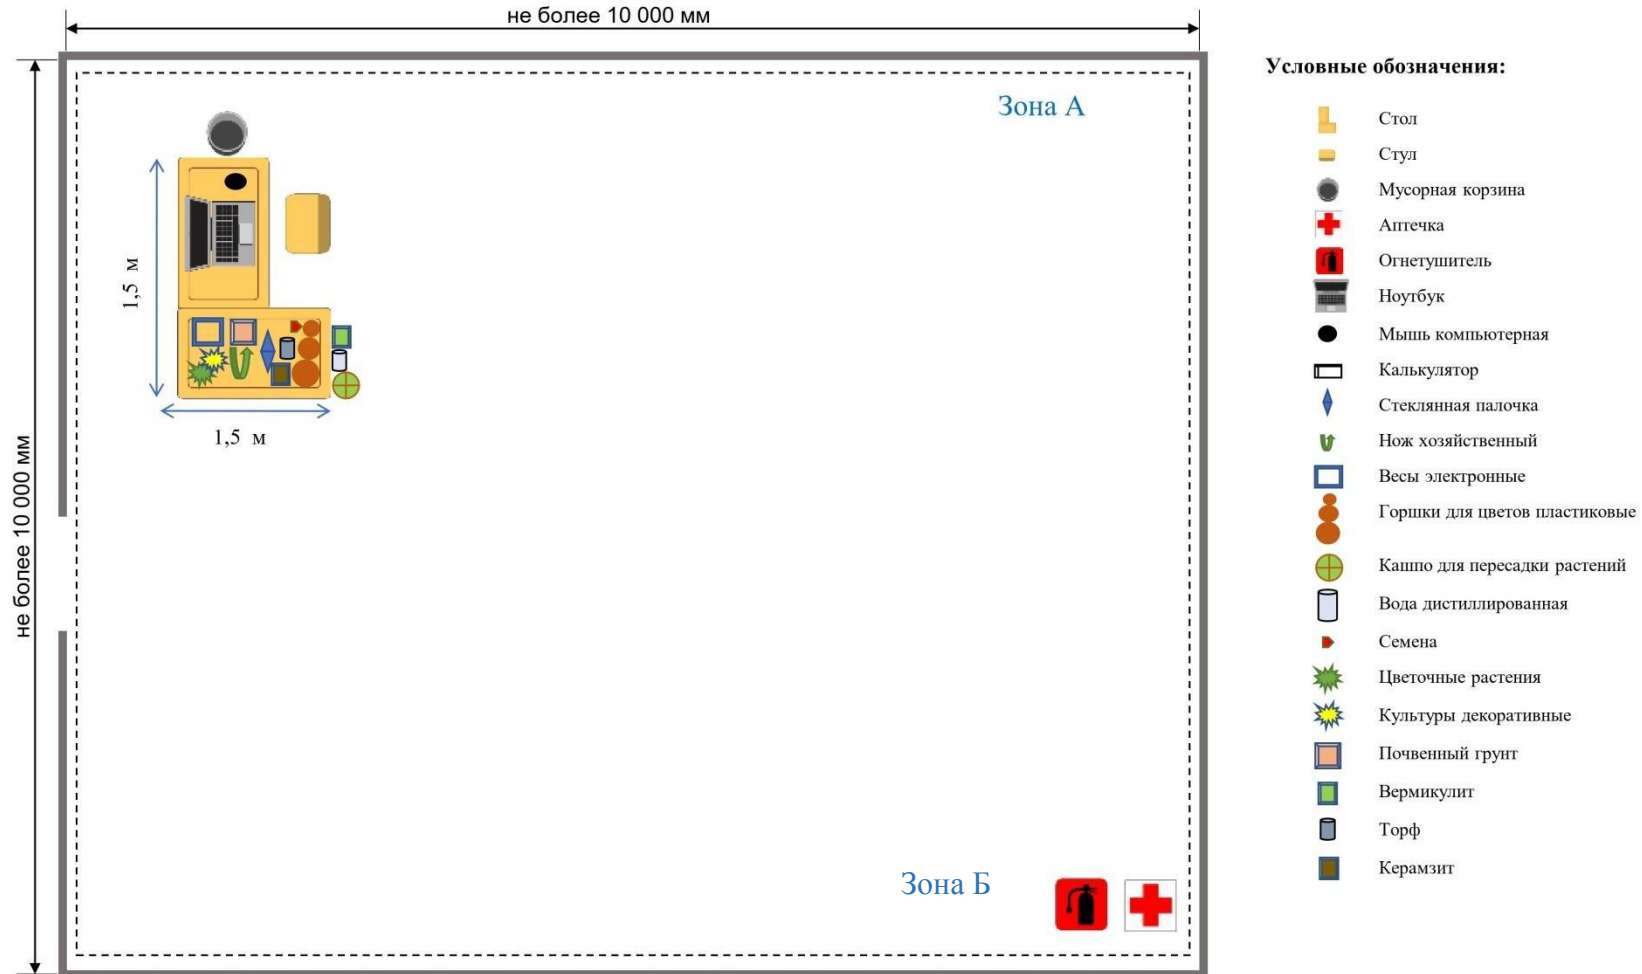 не более 10 000 мм
не более 10 000 мм
Зона А
1,5 м
1,5 м
Зона Б
Условные обозначения:
Стол
Стул
Мусорная корзина
Аптечка
Огнетушитель
Ноутбук
Мышь компьютерная
Калькулятор
Стеклянная палочка
Нож хозяйственный
Весы электронные
Горшки для цветов пластиковые
Кашпо для пересадки растений
Вода дистиллированная
Семена
Цветочные растения
Культуры декоративные
Почвенный грунт
Вермикулит
Торф
Керамзит